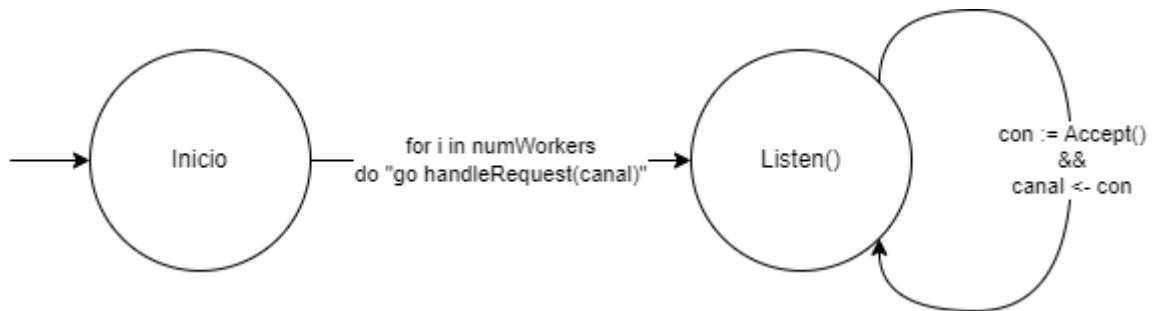 Inicio
for i in numWorkers
do "go handleRequest(canal)"
Listen()
con := Accept()
&&
canal <- con